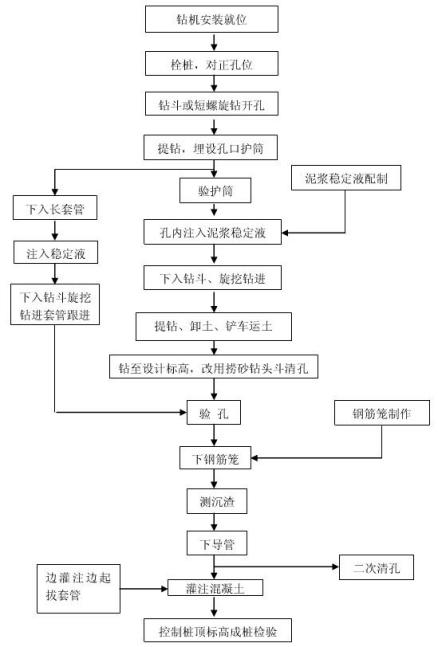 钻机安装就位
栓桩，对正孔位
钻斗或短螺旋钻开孔
提钻，埋设孔口护筒
泥浆稳定液配制
验护筒
下入长套管
孔内注入泥浆稳定液
注入稳定液
下入钻斗、旋挖钻进
下入钻斗旋挖
钻进套管跟进
提钻、卸土、铲车运土
钻至设计标高，改用捞砂钻头斗清孔
验 孔
钢筋笼制作
下钢筋笼
测沉渣
下导管
二次清孔
边灌注边起
拔套管
灌注混凝土
控制桩顶标高成桩检验